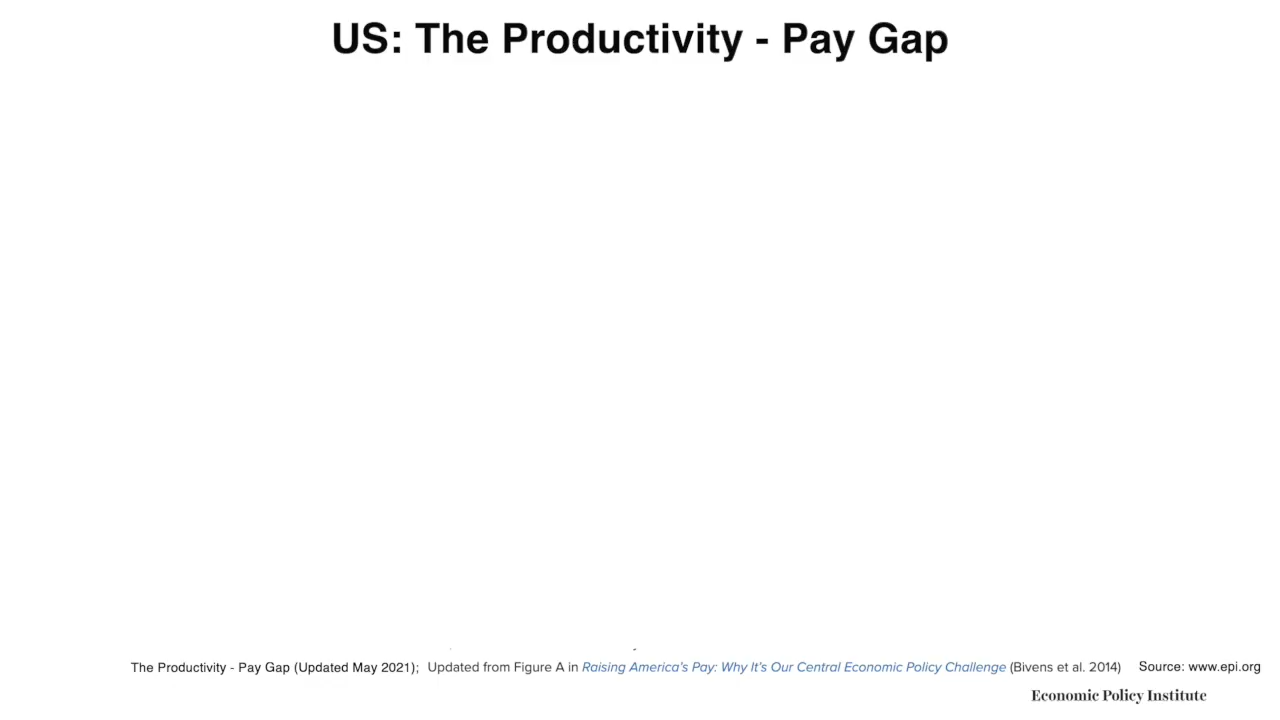 US: The Productivity - Pay Gap
The Productivity - Pay Gap (Updated May 2021); Updated from Figure A in Raising America's Pay: Why It's Our Central Economic Policy Challenge (Bivens et al. 2014) Source: www.epi.org
Economic Policy Institute